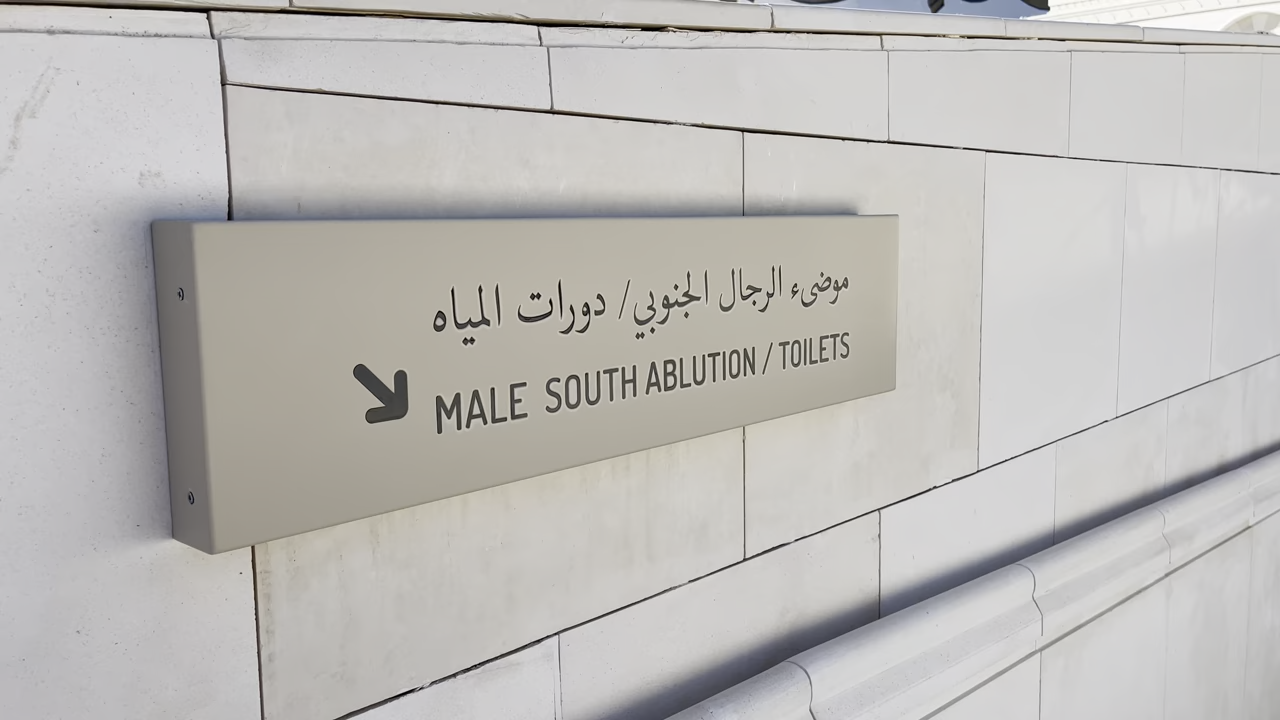 موضىء الرجال الجنوبي/ دورات المياه
MALE SOUTH ABLUTION / TOILETS